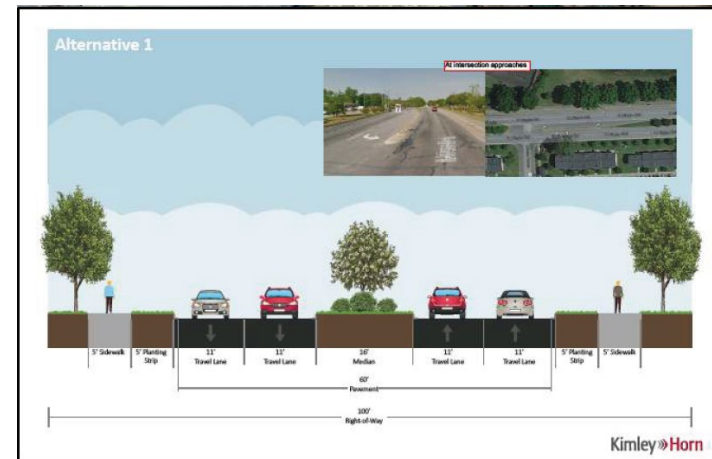 Alternative 1
At intersection approaches
5' Sidewalk
5' Planting
Strip
11'
Travel Lane
11'
Travel Lane
16'
Median
11'
Travel Lane
11'
Travel Lane
5' Planting
Strip
5' Sidewalk
60'
Pavement
100'
Right-of-Way
Kimley»Horn